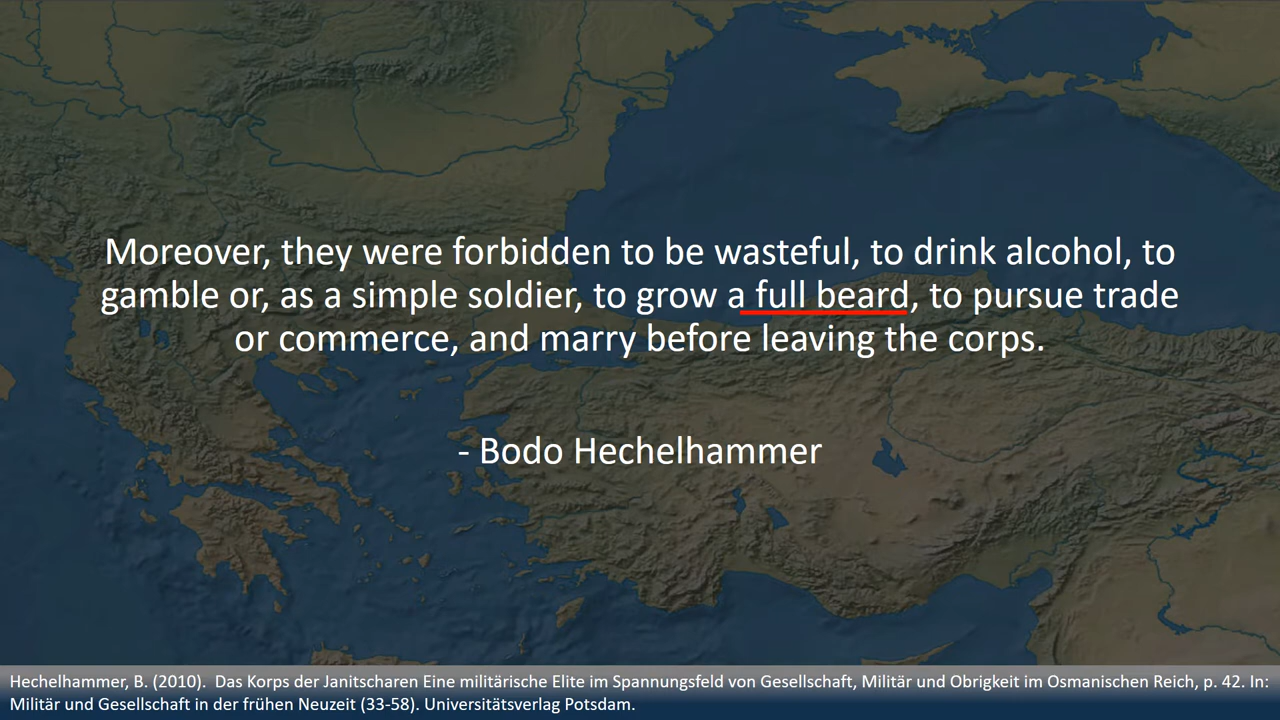 Moreover, they were forbidden to be wasteful, to drink alcohol, to
gamble or, as a simple soldier, to grow a full beard, to pursue trade
or commerce, and marry before leaving the corps.
- Bodo Hechelhammer
Hechelhammer, B. (2010).  Das Korps der Janitscharen Eine militärische Elite im Spannungsfeld von Gesellschaft, Militär und Obrigkeit im Osmanischen Reich, p. 42. In:
Militär und Gesellschaft in der frühen Neuzeit (33-58). Universitätsverlag Potsdam.